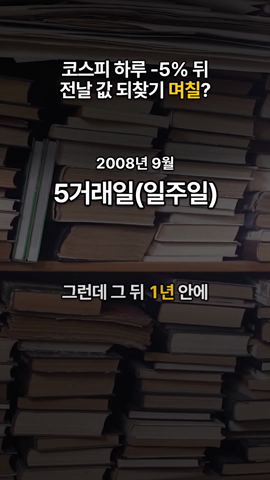 코스피 하루 -5% 뒤
전날 값 되찾기 며칠?
2008년 9월
5거래일(일주일)
그런데 그 뒤 1년 안에